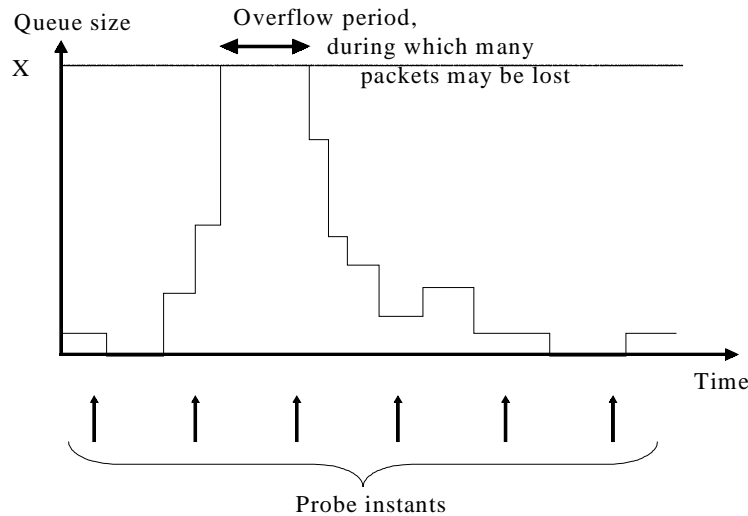 Queue size
Overflow period,
during which many
packets may be lost
X
Time
Probe instants